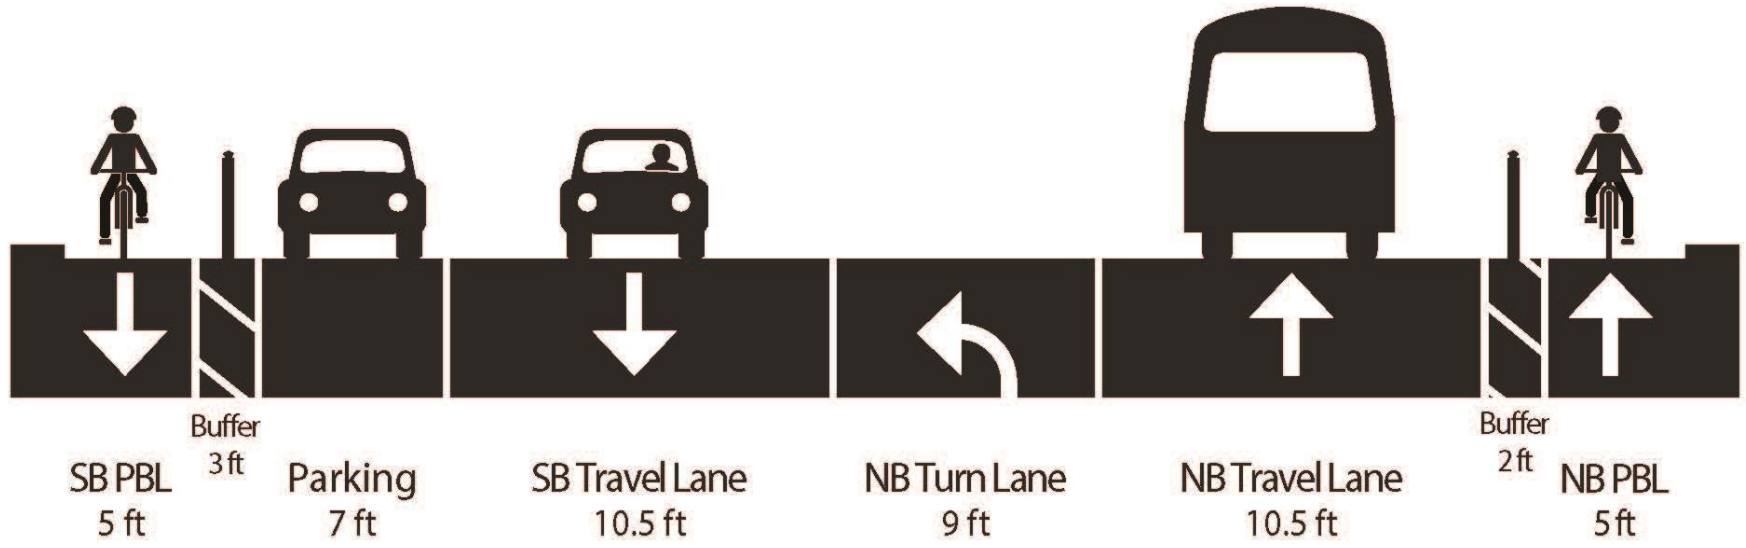 Buffer
3 ft
Buffer
2 ft
SB PBL
5 ft
Parking
7 ft
SB Travel Lane
10.5 ft
NB Turn Lane
9 ft
NB Travel Lane
10.5 ft
NB PBL
5 ft